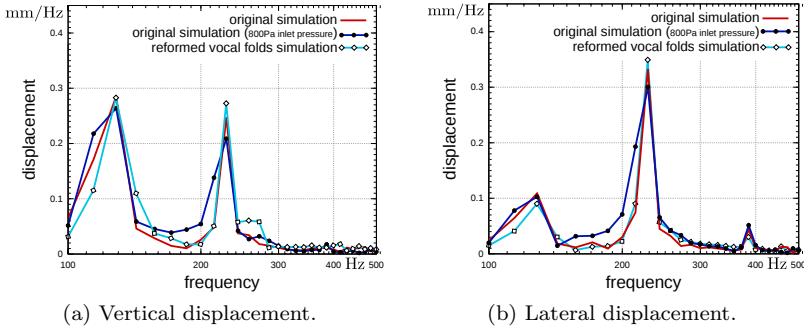 mm/Hz
original simulation
original simulation (800Pa inlet pressure)
reformed vocal folds simulation
0.4
0.3
0.2
0.1
0
displacement
100
200
300
400
Hz
500
frequency
(a) Vertical displacement.
mm/Hz
original simulation
original simulation (800Pa inlet pressure)
reformed vocal folds simulation
0.4
0.3
0.2
0.1
0
displacement
100
200
300
400
Hz
500
frequency
(b) Lateral displacement.